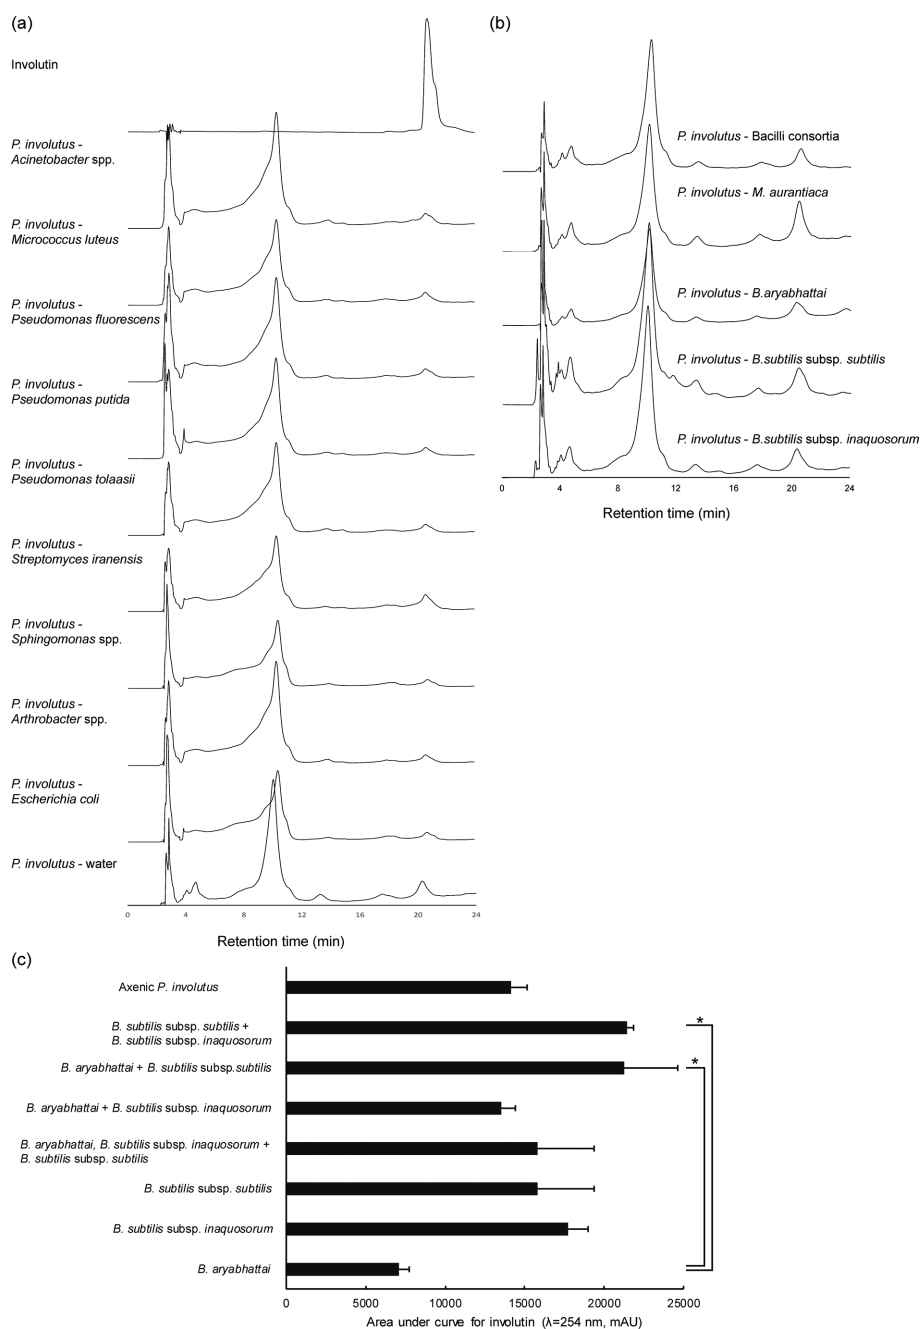 (a)
Involutin
P. involutus -
Acinetobacter spp.
P. involutus -
Micrococcus luteus
P. involutus -
Pseudomonas fluorescens
P. involutus -
Pseudomonas putida
P. involutus -
Pseudomonas tolaasii
P. involutus -
Streptomyces iranensis
P. involutus -
Sphingomonas spp.
P. involutus -
Arthrobacter spp.
P. involutus -
Escherichia coli
P. involutus - water
0 4 8 12 16 20 24
Retention time (min)
(b)
P. involutus - Bacilli consortia
P. involutus - M. aurantiaca
P. involutus - B.aryabhattai
P. involutus - B.subtilis subsp. subtilis
P. involutus - B.subtilis subsp. inaquosorum
0 4 8 12 16 20 24
Retention time (min)
(c)
Axenic P. involutus
B. subtilis subsp. subtilis +
B. subtilis subsp. inaquosorum
*
B. aryabhattai + B. subtilis subsp.subtilis
*
B. aryabhattai + B. subtilis subsp. inaquosorum
B. aryabhattai, B. subtilis subsp. inaquosorum +
B. subtilis subsp. subtilis
B. subtilis subsp. subtilis
B. subtilis subsp. inaquosorum
B. aryabhattai
0 5000 10000 15000 20000 25000
Area under curve for involutin (λ=254 nm, mAU)